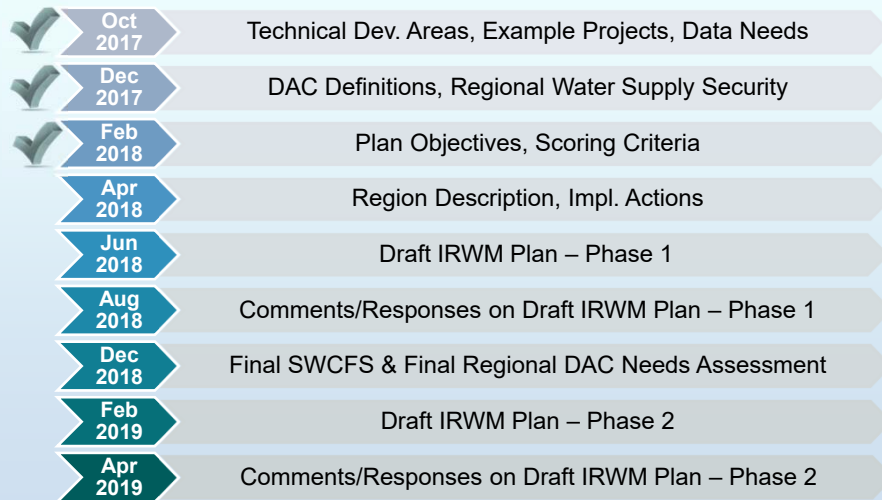 Oct
2017
Technical Dev. Areas, Example Projects, Data Needs
Dec
2017
DAC Definitions, Regional Water Supply Security
Feb
2018
Plan Objectives, Scoring Criteria
Apr
2018
Region Description, Impl. Actions
Jun
2018
Draft IRWM Plan – Phase 1
Aug
2018
Comments/Responses on Draft IRWM Plan – Phase 1
Dec
2018
Final SWCFS & Final Regional DAC Needs Assessment
Feb
2019
Draft IRWM Plan – Phase 2
Apr
2019
Comments/Responses on Draft IRWM Plan – Phase 2